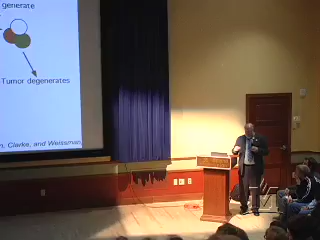 generate
Tumor degenerates
n, Clarke, and Weissman,